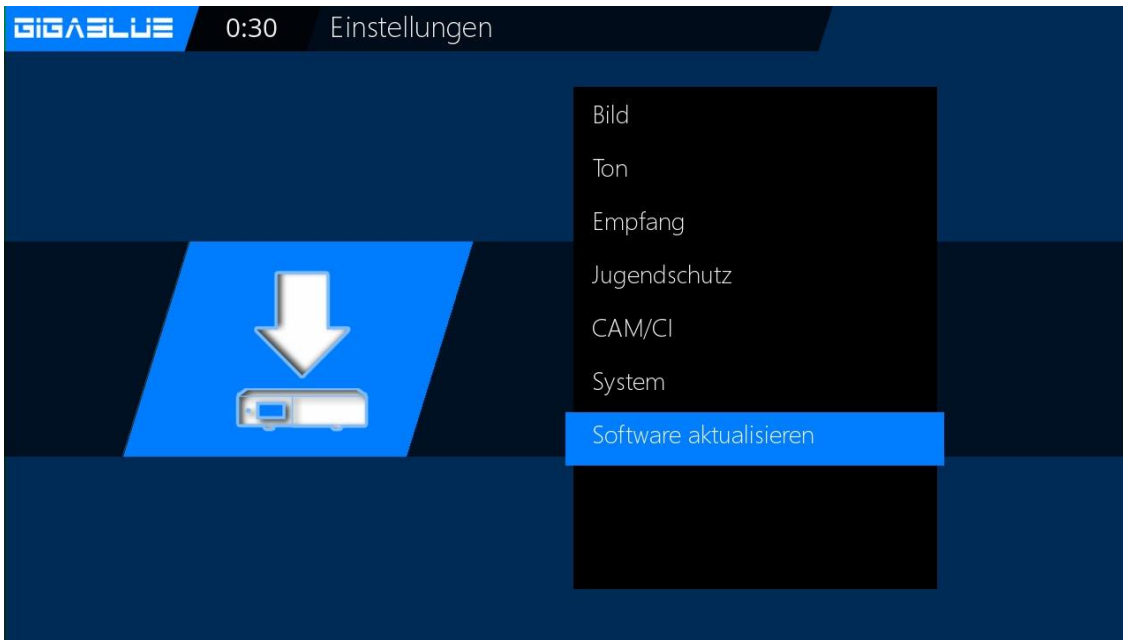 GIGABLUE
0:30
Einstellungen
Bild
Ton
Empfang
Jugendschutz
CAM/CI
System
Software aktualisieren